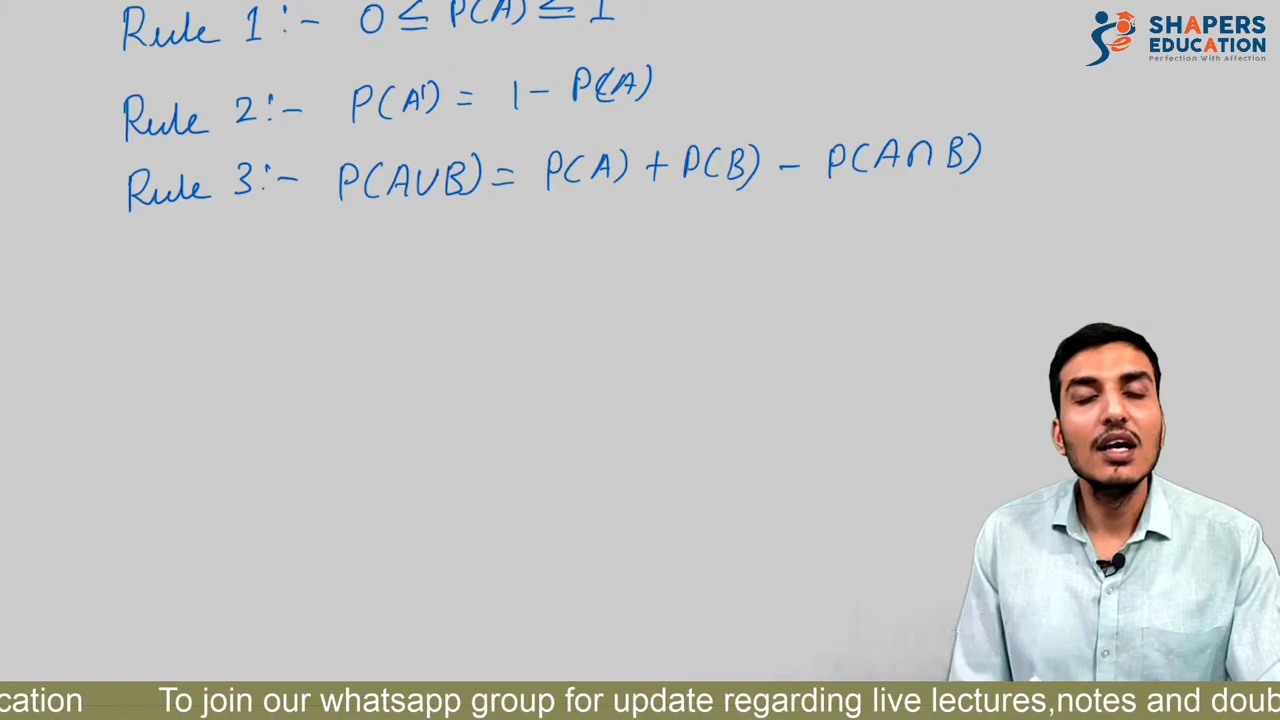 Rule 1:- 0 ≤ P(A) ≤ 1
SHAPERS
EDUCATION
Perfection With Affection
Rule 2:- P(A') = 1 - P(A)
Rule 3:- P(A∪B) = P(A) + P(B) - P(A∩B)
cation To join our whatsapp group for update regarding live lectures,notes and doub